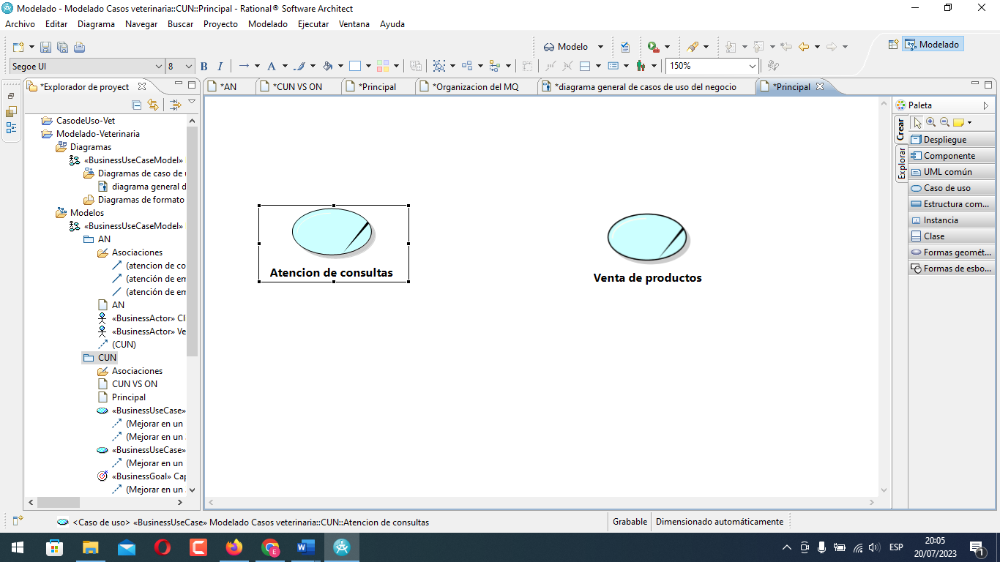 Modelado - Modelado Casos veterinaria::CUN::Principal - Rational® Software Architect
Archivo Editar Diagrama Navegar Buscar Proyecto Modelado Ejecutar Ventana Ayuda
Modelo
Modelado
Segoe UI 8 B I A 150%
*Explorador de proyect
*AN *CUN VS ON *Principal *Organizacion del MQ *diagrama general de casos de uso del negocio *Principal
CasodeUso-Vet
Modelado-Veterinaria
Diagramas
«BusinessUseCaseModel»
Diagramas de caso de u
diagrama general d
Diagramas de formato
Modelos
«BusinessUseCaseModel»
AN
Asociaciones
(atencion de co
(atención de em
(atención de em
AN
«BusinessActor» Cl
«BusinessActor» Ve
(CUN)
CUN
Asociaciones
CUN VS ON
Principal
«BusinessUseCase»
(Mejorar en un
(Mejorar en un
«BusinessUseCase»
(Mejorar en un
«BusinessGoal» Cap
(Mejorar en un
Atencion de consultas
Venta de productos
Paleta
Crear
Explorar
Despliegue
Componente
UML común
Caso de uso
Estructura com...
Instancia
Clase
Formas geomét...
Formas de esbo...
<Caso de uso> «BusinessUseCase» Modelado Casos veterinaria::CUN::Atencion de consultas
Grabable
Dimensionado automáticamente
ESP
20:05
20/07/2023
1